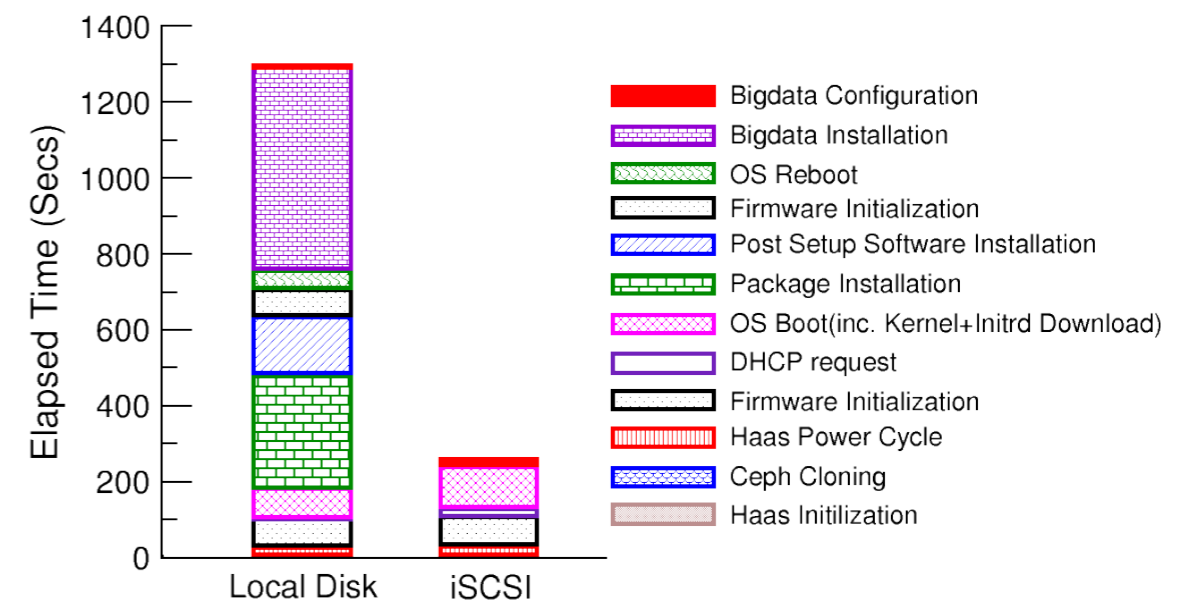 1400
1200
1000
800
600
400
200
0
Elapsed Time (Secs)
Local Disk
iSCSI
Bigdata Configuration
Bigdata Installation
OS Reboot
Firmware Initialization
Post Setup Software Installation
Package Installation
OS Boot(inc. Kernel+Initrd Download)
DHCP request
Firmware Initialization
Haas Power Cycle
Ceph Cloning
Haas Initilization